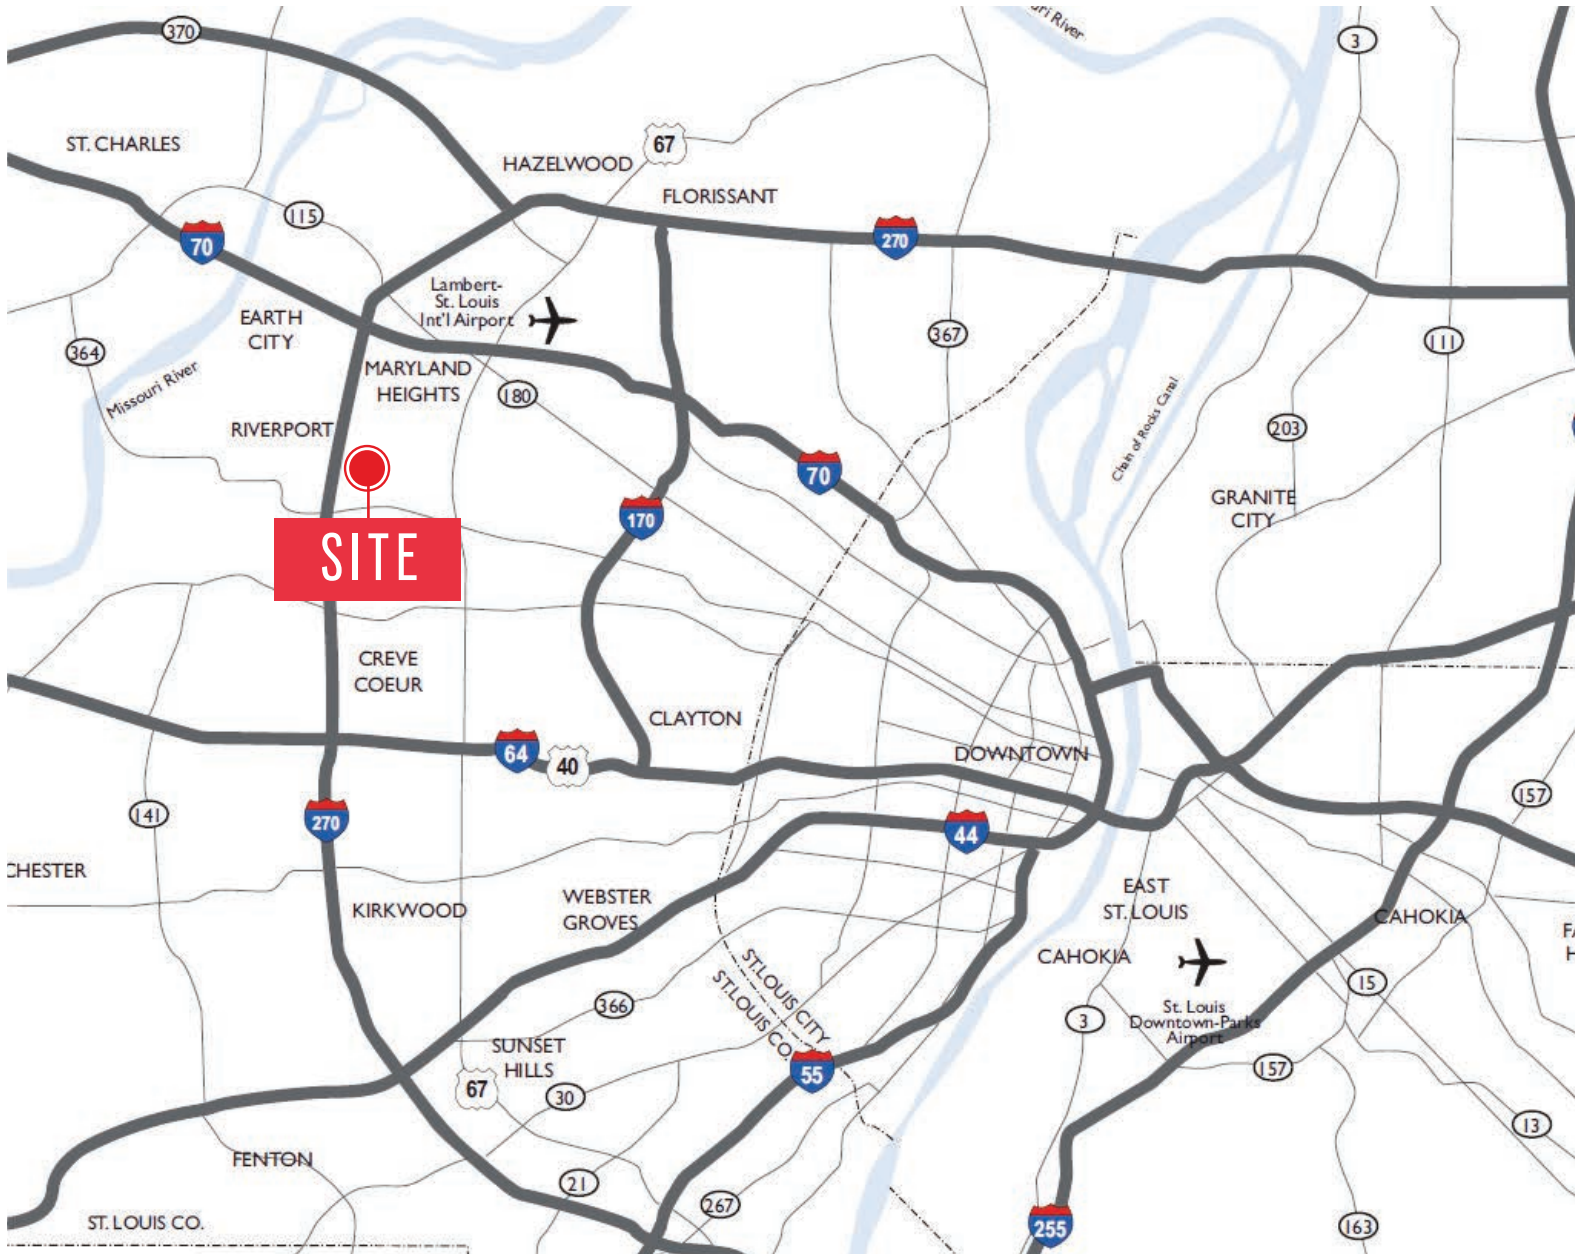 370
uri River
3
ST. CHARLES
67
HAZELWOOD
FLORISSANT
115
70
270
Lambert-
St. Louis
Int'l Airport
EARTH
CITY
367
111
364
MARYLAND
HEIGHTS
Missouri River
180
Chain of Rocks Canal
203
RIVERPORT
70
GRANITE
CITY
170
SITE
CREVE
COEUR
CLAYTON
64
40
DOWNTOWN
157
141
270
44
CHESTER
EAST
ST. LOUIS
WEBSTER
GROVES
KIRKWOOD
CAHOKIA
FA
H
CAHOKIA
ST. LOUIS CITY
ST. LOUIS CO.
15
366
St. Louis
Downtown-Parks
Airport
3
SUNSET
HILLS
55
157
67
30
13
FENTON
21
267
ST. LOUIS CO.
255
163